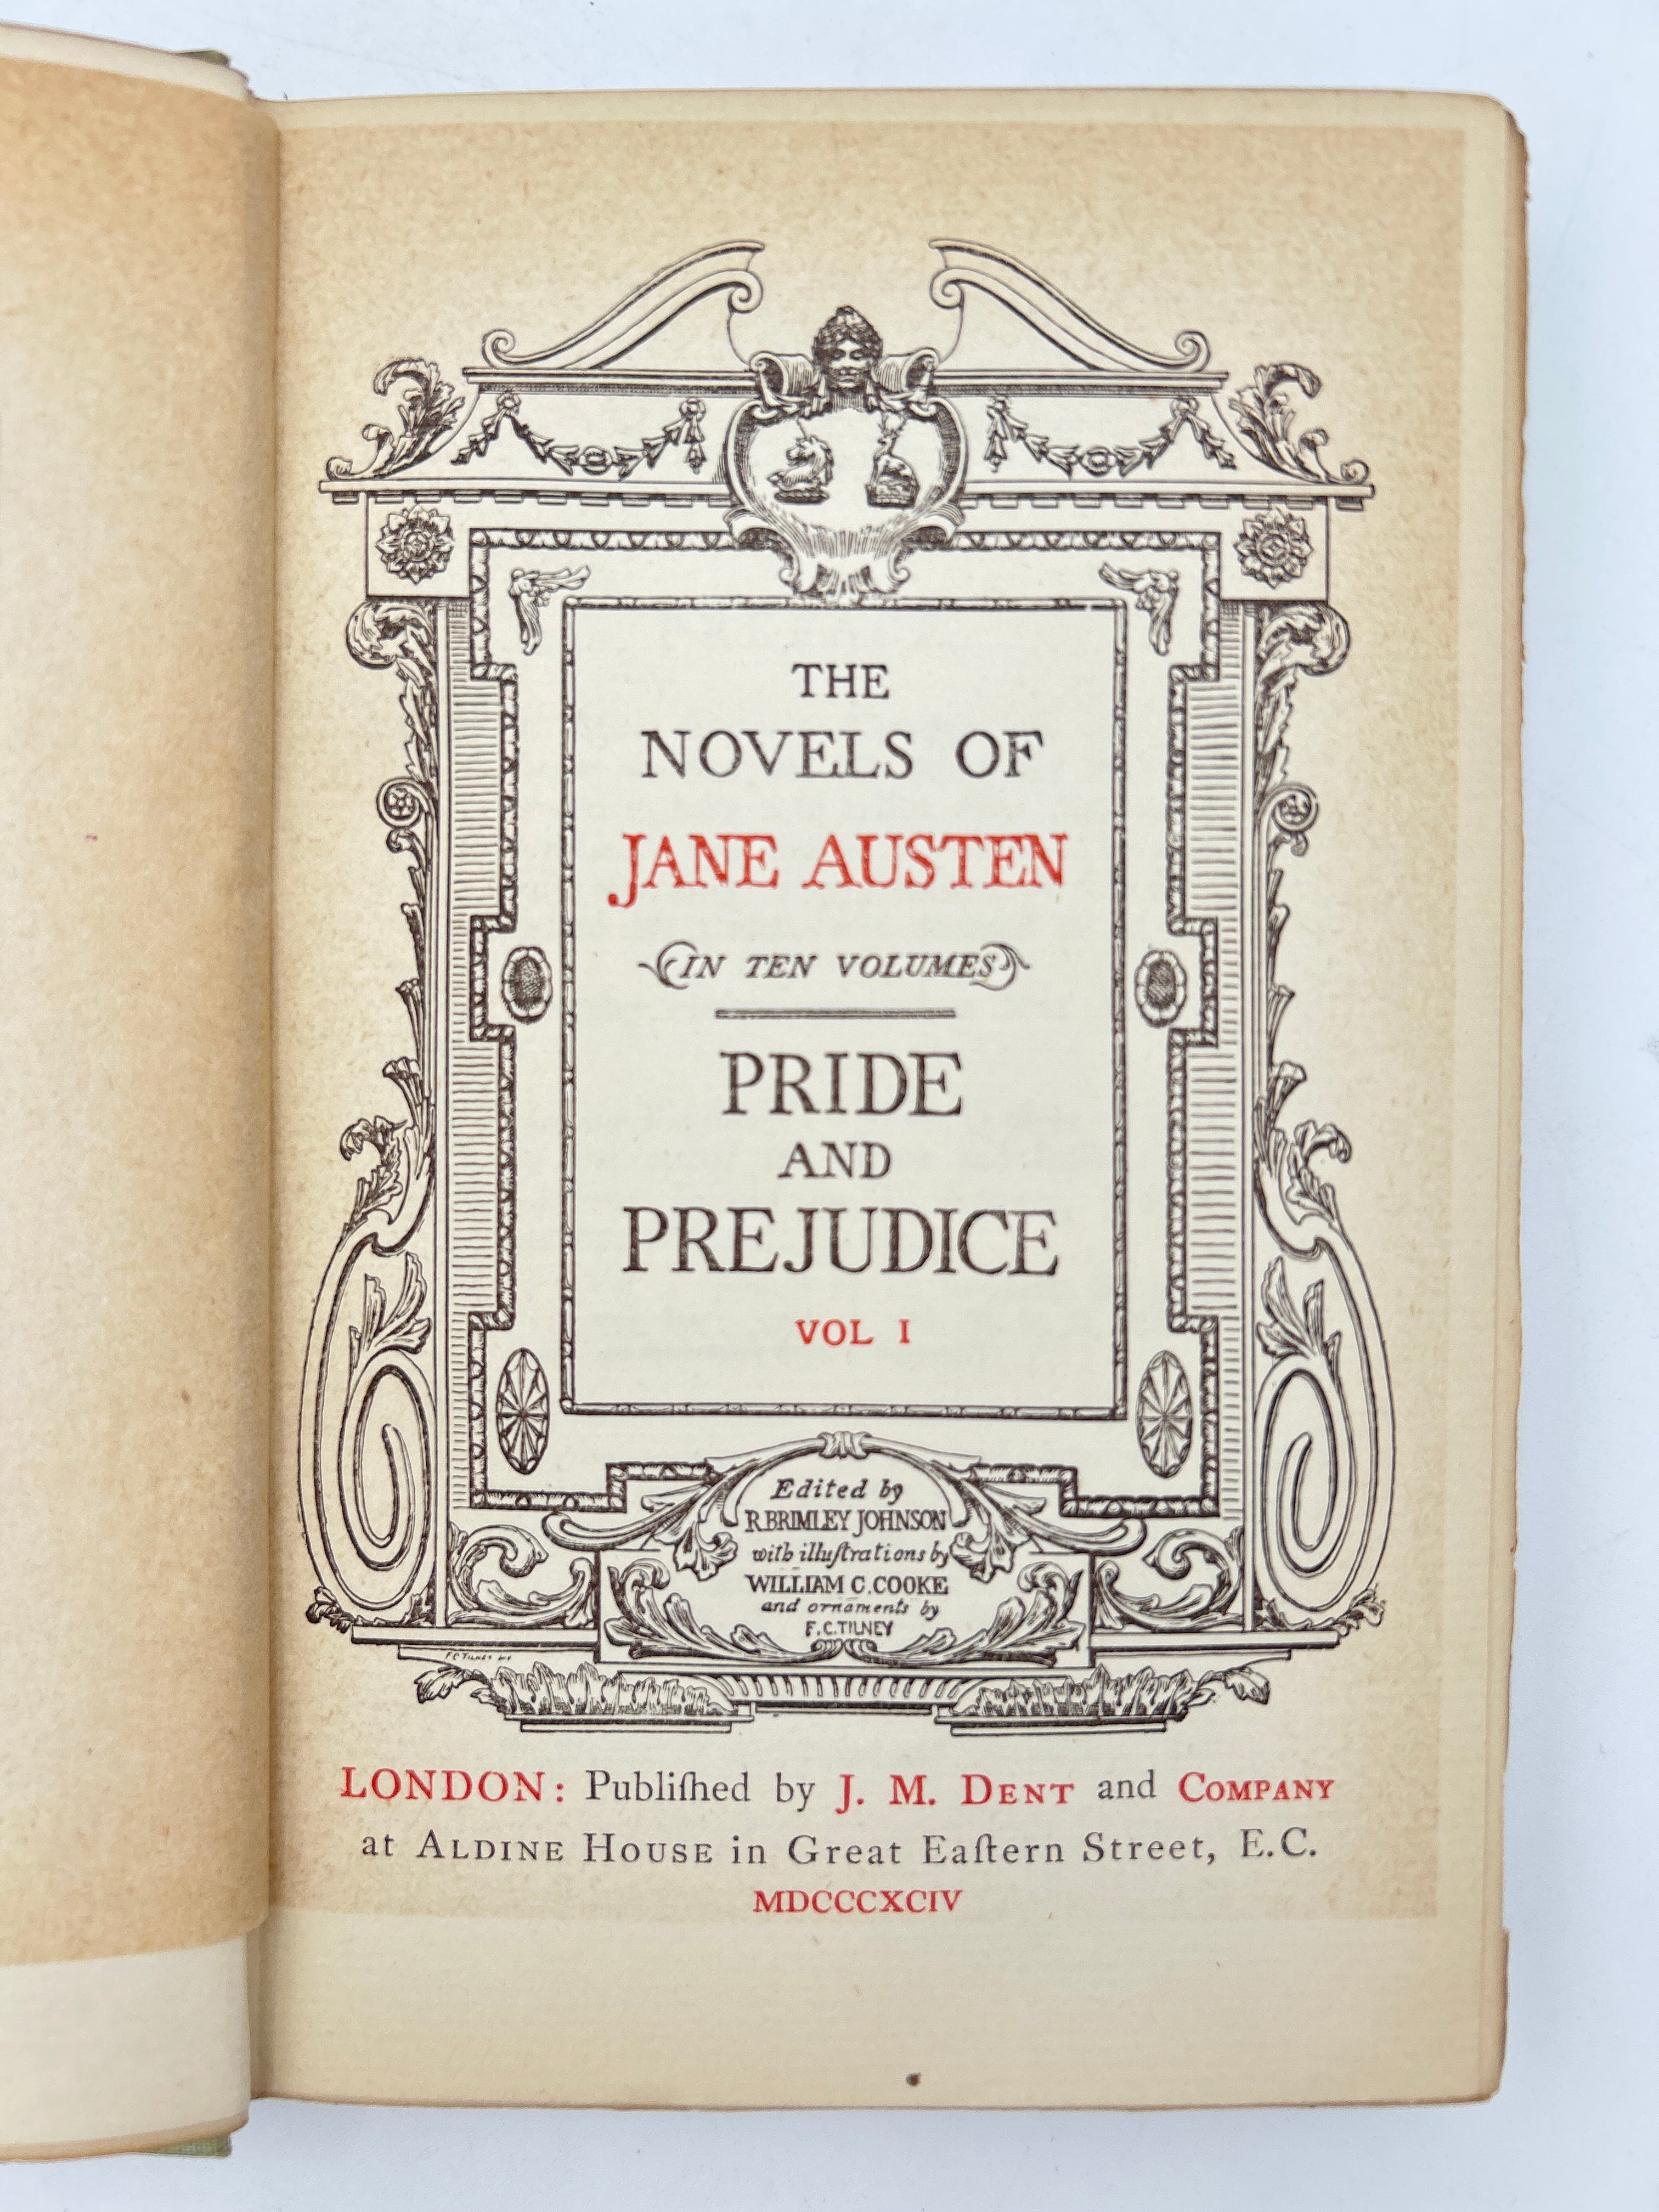 THE
NOVELS OF
JANE AUSTEN
(IN TEN VOLUMES)
PRIDE
AND
PREJUDICE
VOL I
Edited by
R. BRIMLEY JOHNSON
with illuſtrations by
WILLIAM C. COOKE
and ornaments by
F. C. TILNEY
F C TILNEY
LONDON: Publiſhed by J. M. DENT and COMPANY
at ALDINE HOUSE in Great Eaſtern Street, E.C.
MDCCCXCIV